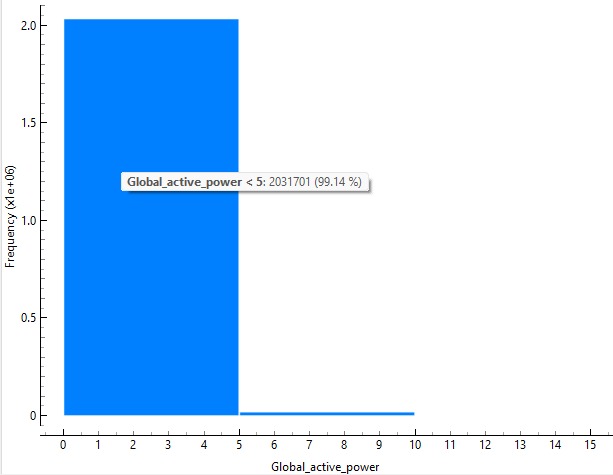 2.0
1.5
Global_active_power < 5: 2031701 (99.14 %)
1.0
0.5
0
Frequency (x1e+06)
0 1 2 3 4 5 6 7 8 9 10 11 12 13 14 15
Global_active_power